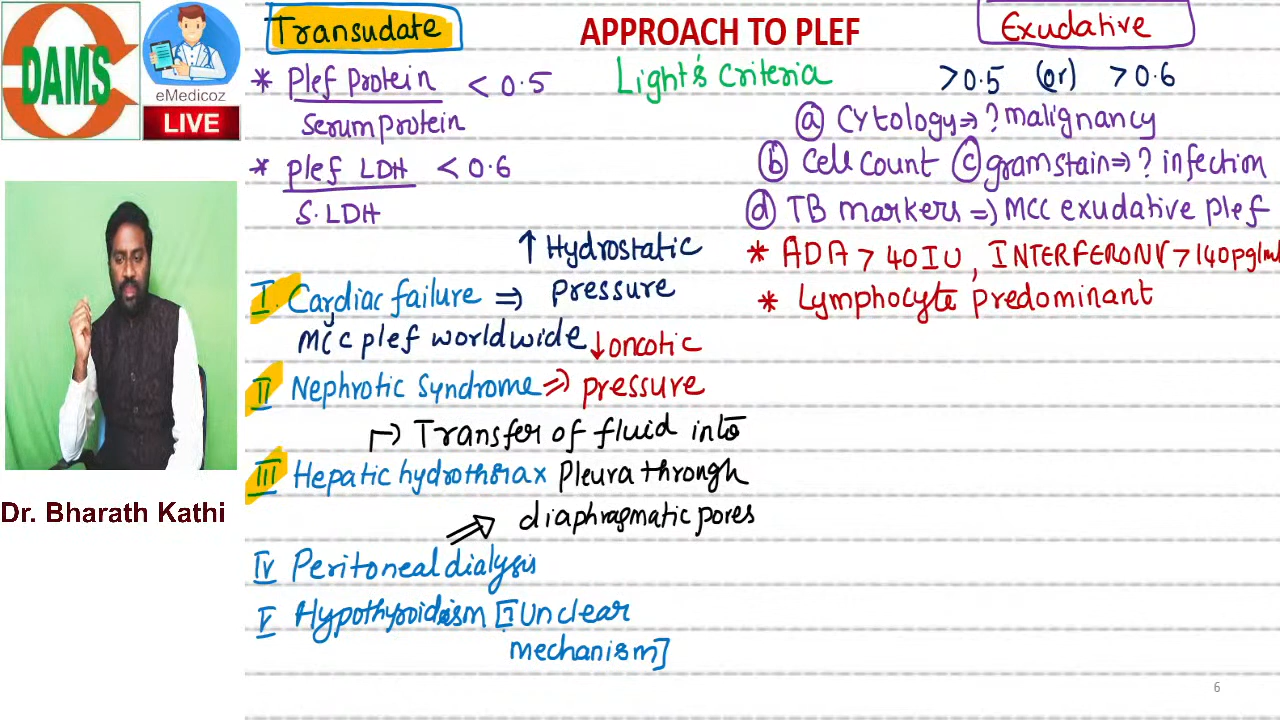 DAMS
eMedicoz
LIVE
Dr. Bharath Kathi
APPROACH TO PLEF
Light's Criteria
Transudate
* Plef Protein < 0.5
Serum protein
* Plef LDH < 0.6
S. LDH
I. Cardiac failure ⇒ ↑ Hydrostatic Pressure
MCC plef worldwide
II Nephrotic Syndrome ⇒ ↓ oncotic pressure
III Hepatic hydrothorax → Transfer of fluid into
Pleura through
diaphragmatic pores
IV Peritoneal dialysis ⇒
V Hypothyroidism [? Unclear
mechanism]
Exudative
>0.5 (or) >0.6
ⓐ Cytology ⇒ ? malignancy
ⓑ Cell Count ⓒ gram stain ⇒ ? infection
ⓓ TB markers ⇒ MCC exudative plef
* ADA > 40 IU, INTERFERON γ > 140 pg/ml
* Lymphocyte predominant
6